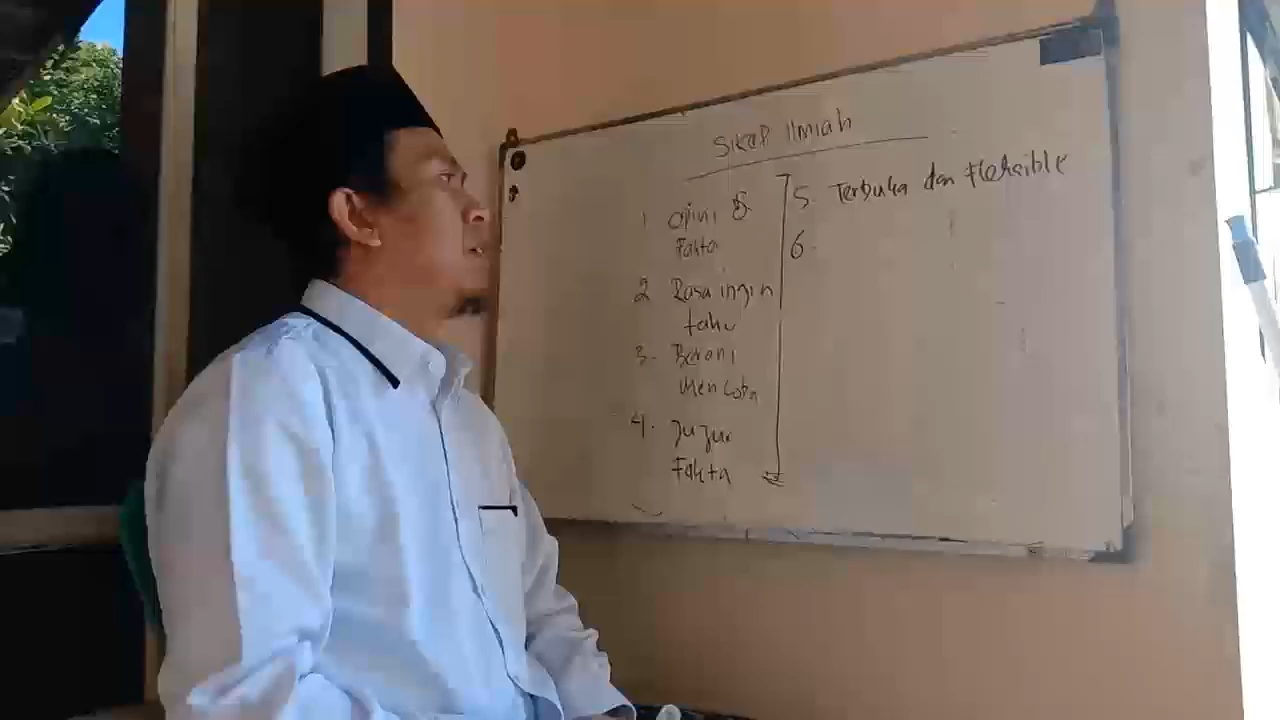 Sikap Ilmiah
1 Opini &
Fakta
2 Rasa ingin
tahu
3. Berani
Mencoba
4. Jujur
Fakta
5. Terbuka dan Fleksible
6.